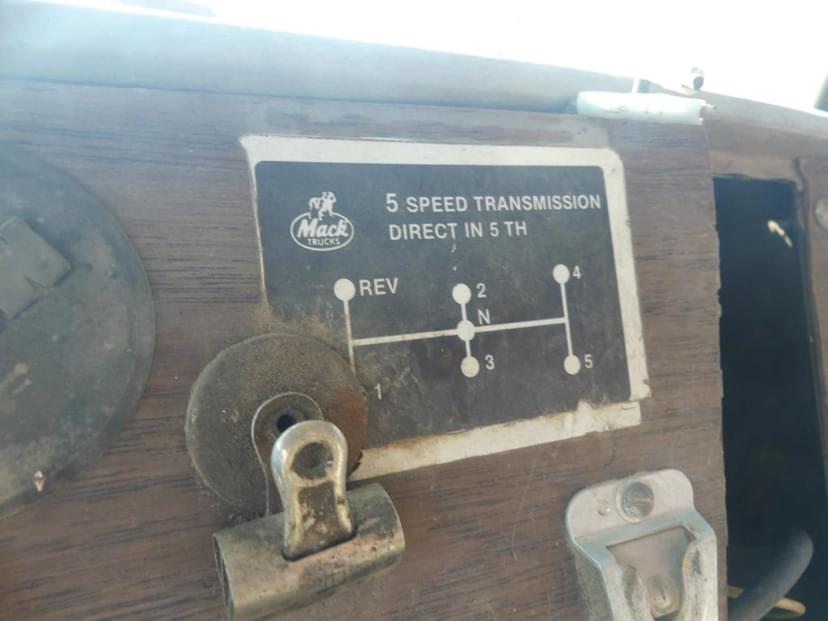 5 SPEED TRANSMISSION
DIRECT IN 5 TH
Mack
TRUCKS
REV 2 4
N
1 3 5